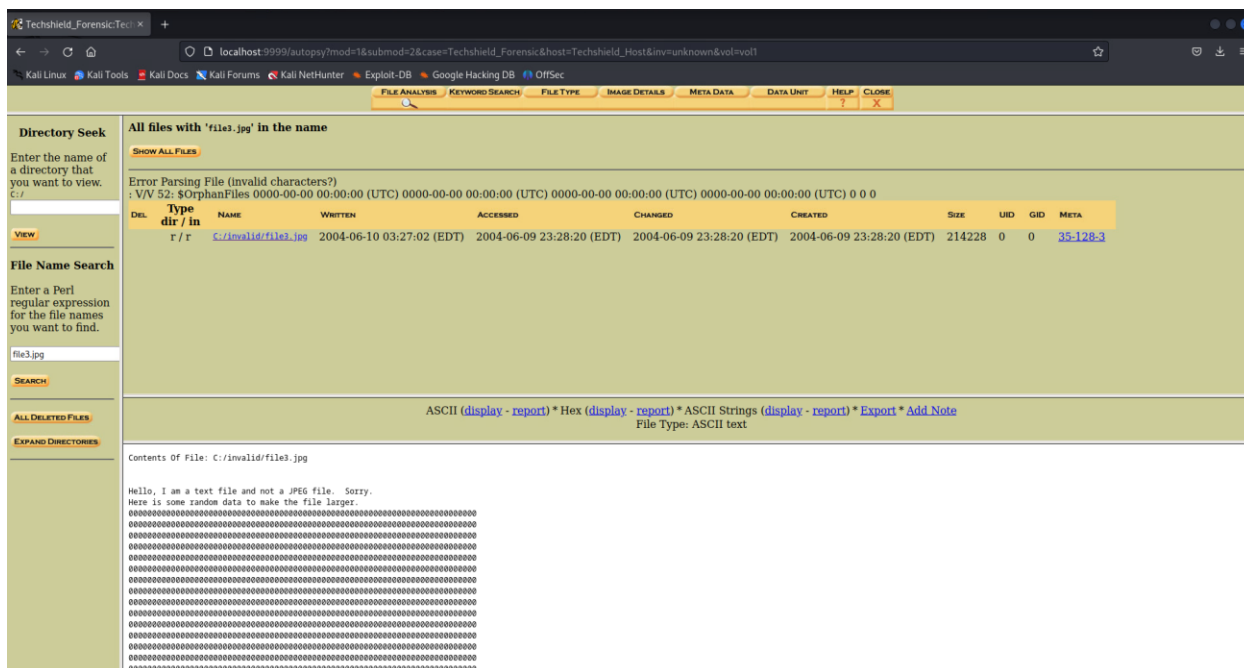 Techshield_Forensic:Tech
localhost:9999/autopsy?mod=1&submod=2&case=Techshield_Forensic&host=Techshield_Host&inv=unknown&vol=vol1
Kali Linux Kali Tools Kali Docs Kali Forums Kali NetHunter Exploit-DB Google Hacking DB OffSec
FILE ANALYSIS KEYWORD SEARCH FILE TYPE IMAGE DETAILS META DATA DATA UNIT HELP CLOSE
? X
Directory Seek
Enter the name of
a directory that
you want to view.
C:/
VIEW
File Name Search
Enter a Perl
regular expression
for the file names
you want to find.
file3.jpg
SEARCH
ALL DELETED FILES
EXPAND DIRECTORIES
All files with 'file3.jpg' in the name
SHOW ALL FILES
Error Parsing File (invalid characters?)
: V/V 52: $OrphanFiles 0000-00-00 00:00:00 (UTC) 0000-00-00 00:00:00 (UTC) 0000-00-00 00:00:00 (UTC) 0000-00-00 00:00:00 (UTC) 0 0 0
DEL Type dir / in NAME WRITTEN ACCESSED CHANGED CREATED SIZE UID GID META
r / r C:/invalid/file3.jpg 2004-06-10 03:27:02 (EDT) 2004-06-09 23:28:20 (EDT) 2004-06-09 23:28:20 (EDT) 2004-06-09 23:28:20 (EDT) 214228 0 0 35-128-3
ASCII (display - report) * Hex (display - report) * ASCII Strings (display - report) * Export * Add Note
File Type: ASCII text
Contents Of File: C:/invalid/file3.jpg
Hello, I am a text file and not a JPEG file. Sorry.
Here is some random data to make the file larger.